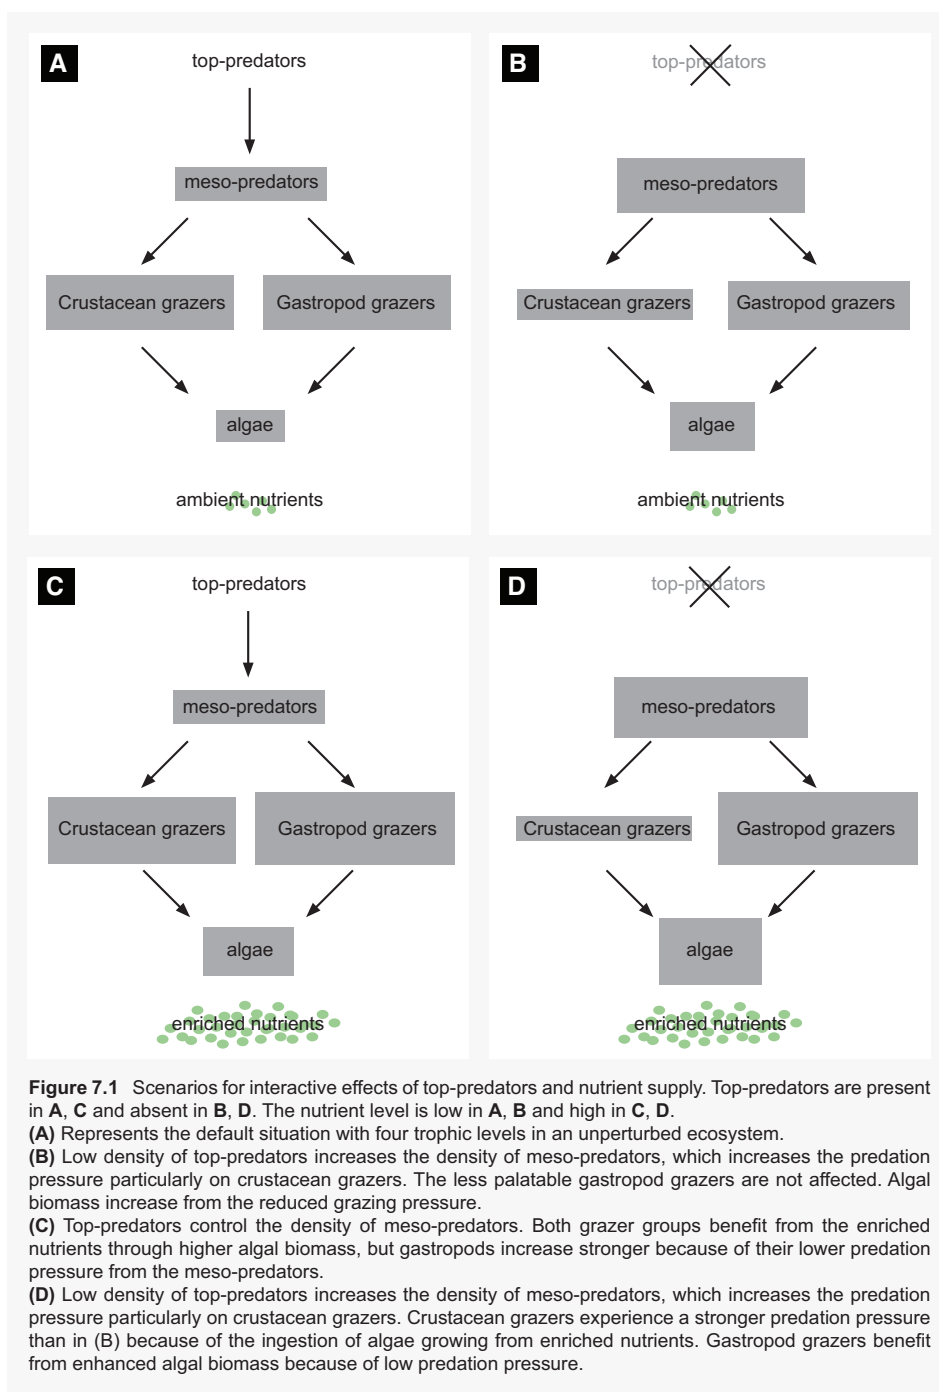 A
top-predators
meso-predators
Crustacean grazers
Gastropod grazers
algae
ambient nutrients
B
top-predators
meso-predators
Crustacean grazers
Gastropod grazers
algae
ambient nutrients
C
top-predators
meso-predators
Crustacean grazers
Gastropod grazers
algae
enriched nutrients
D
top-predators
meso-predators
Crustacean grazers
Gastropod grazers
algae
enriched nutrients
Figure 7.1 Scenarios for interactive effects of top-predators and nutrient supply. Top-predators are present
in A, C and absent in B, D. The nutrient level is low in A, B and high in C, D.
(A) Represents the default situation with four trophic levels in an unperturbed ecosystem.
(B) Low density of top-predators increases the density of meso-predators, which increases the predation
pressure particularly on crustacean grazers. The less palatable gastropod grazers are not affected. Algal
biomass increase from the reduced grazing pressure.
(C) Top-predators control the density of meso-predators. Both grazer groups benefit from the enriched
nutrients through higher algal biomass, but gastropods increase stronger because of their lower predation
pressure from the meso-predators.
(D) Low density of top-predators increases the density of meso-predators, which increases the predation
pressure particularly on crustacean grazers. Crustacean grazers experience a stronger predation pressure
than in (B) because of the ingestion of algae growing from enriched nutrients. Gastropod grazers benefit
from enhanced algal biomass because of low predation pressure.